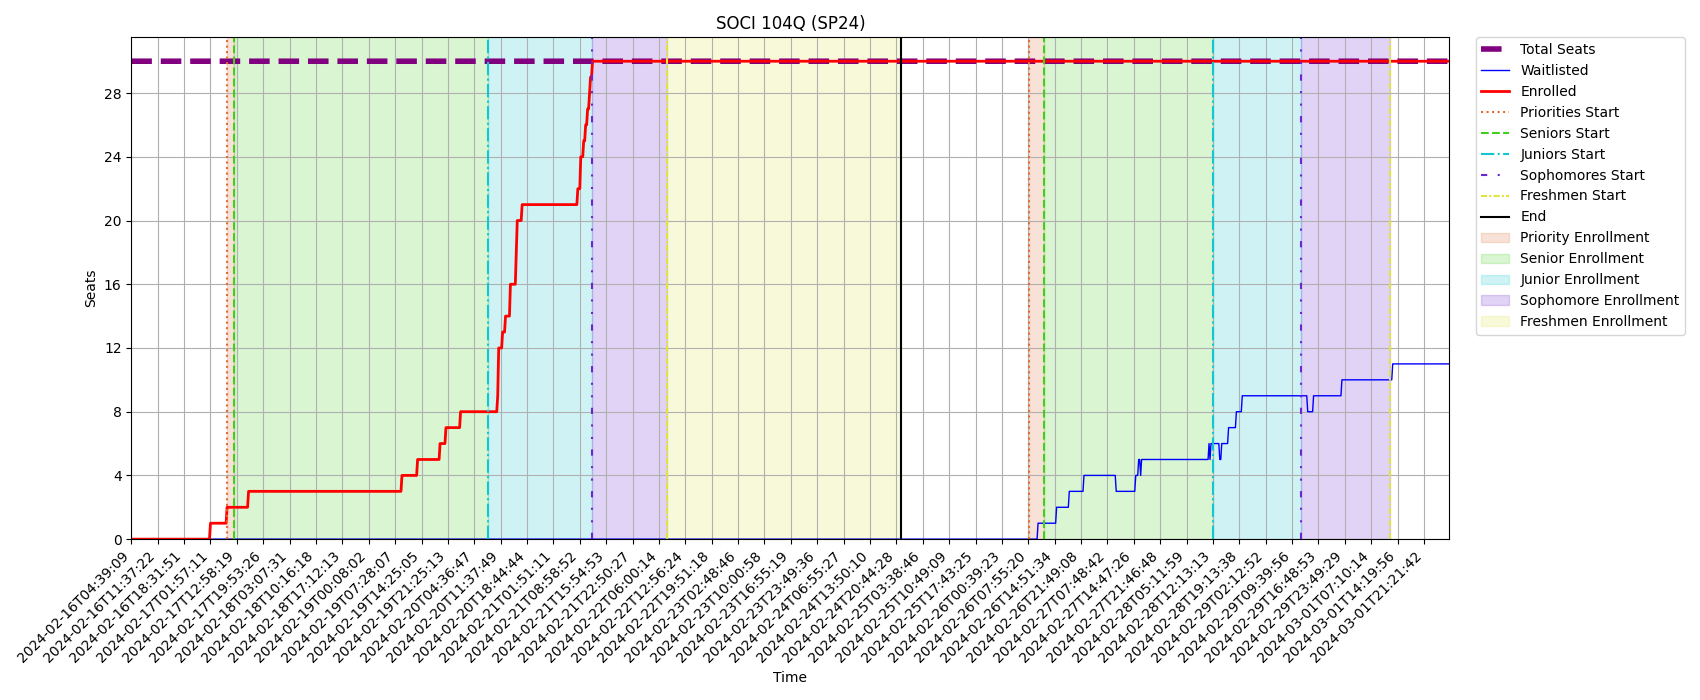 SOCI 104Q (SP24)
Total Seats
Waitlisted
Enrolled
Priorities Start
Seniors Start
Juniors Start
Sophomores Start
Freshmen Start
End
Priority Enrollment
Senior Enrollment
Junior Enrollment
Sophomore Enrollment
Freshmen Enrollment
Seats
28
24
20
16
12
8
4
0
2024-02-16T04:39:09
2024-02-16T11:37:22
2024-02-16T18:31:51
2024-02-17T01:57:11
2024-02-17T12:58:19
2024-02-17T19:53:26
2024-02-18T03:07:31
2024-02-18T10:16:18
2024-02-18T17:12:13
2024-02-19T00:08:02
2024-02-19T07:28:07
2024-02-19T14:25:05
2024-02-19T21:25:13
2024-02-20T04:36:47
2024-02-20T11:37:49
2024-02-20T18:44:44
2024-02-21T01:51:11
2024-02-21T08:58:52
2024-02-21T15:54:53
2024-02-21T22:50:27
2024-02-22T06:00:14
2024-02-22T12:56:24
2024-02-22T19:51:18
2024-02-23T02:48:46
2024-02-23T10:00:58
2024-02-23T16:55:19
2024-02-23T23:49:36
2024-02-24T06:55:27
2024-02-24T13:50:10
2024-02-24T20:44:28
2024-02-25T03:38:46
2024-02-25T10:49:09
2024-02-25T17:43:25
2024-02-26T00:39:23
2024-02-26T07:55:20
2024-02-26T14:51:34
2024-02-26T21:49:08
2024-02-27T07:48:42
2024-02-27T14:47:26
2024-02-27T21:46:48
2024-02-28T05:11:59
2024-02-28T12:13:13
2024-02-28T19:13:38
2024-02-29T02:12:52
2024-02-29T09:39:56
2024-02-29T16:48:53
2024-02-29T23:49:29
2024-03-01T07:10:14
2024-03-01T14:19:56
2024-03-01T21:21:42
Time